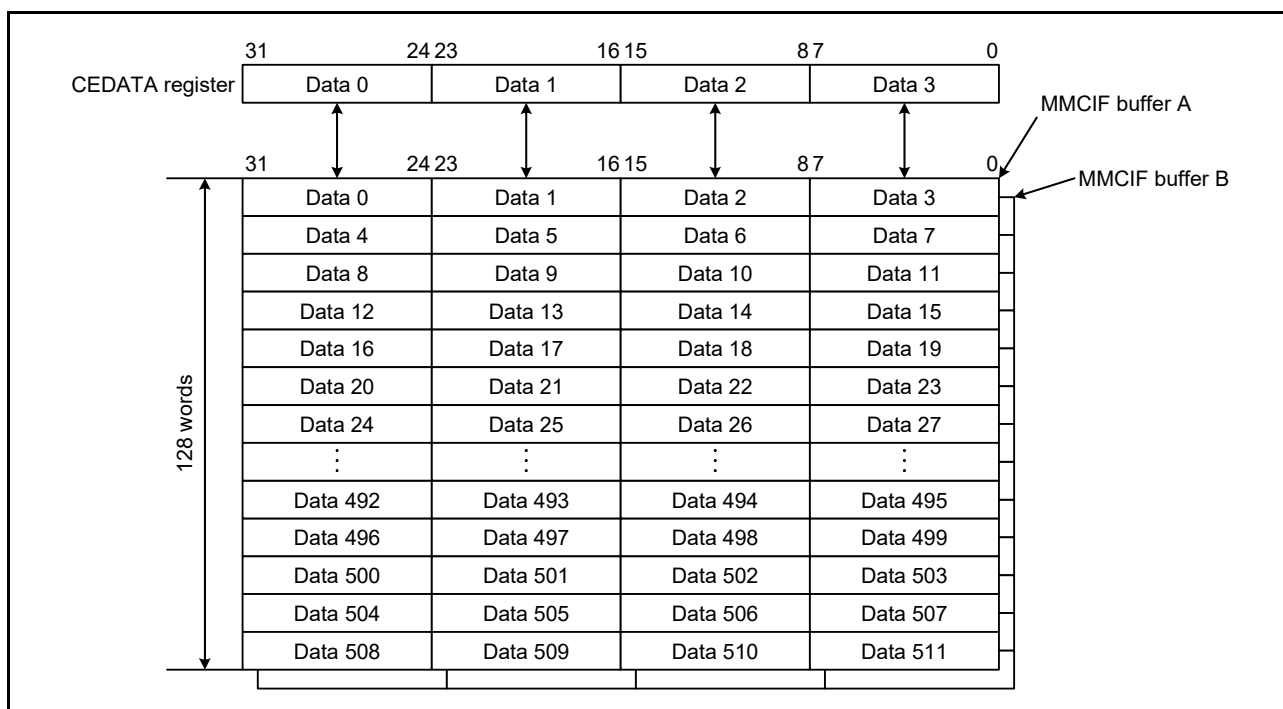 31 24 23 16 15 8 7 0
CEDATA register Data 0 Data 1 Data 2 Data 3
MMCIF buffer A
31 24 23 16 15 8 7 0
MMCIF buffer B
Data 0 Data 1 Data 2 Data 3
Data 4 Data 5 Data 6 Data 7
Data 8 Data 9 Data 10 Data 11
Data 12 Data 13 Data 14 Data 15
Data 16 Data 17 Data 18 Data 19
Data 20 Data 21 Data 22 Data 23
Data 24 Data 25 Data 26 Data 27
128 words
⋮ ⋮ ⋮ ⋮
Data 492 Data 493 Data 494 Data 495
Data 496 Data 497 Data 498 Data 499
Data 500 Data 501 Data 502 Data 503
Data 504 Data 505 Data 506 Data 507
Data 508 Data 509 Data 510 Data 511